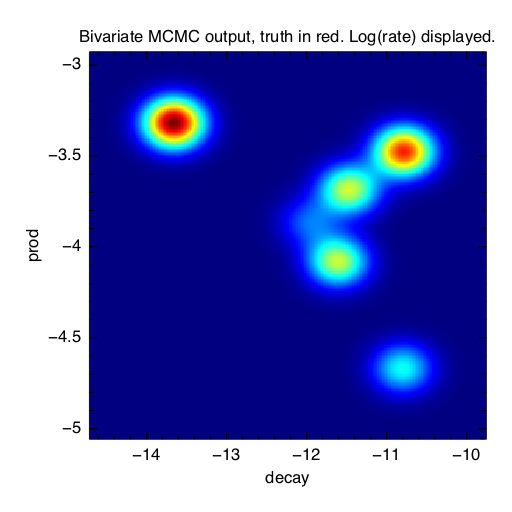 Bivariate MCMC output, truth in red. Log(rate) displayed.
−3
−3.5
−4
−4.5
−5
prod
−14 −13 −12 −11 −10
decay